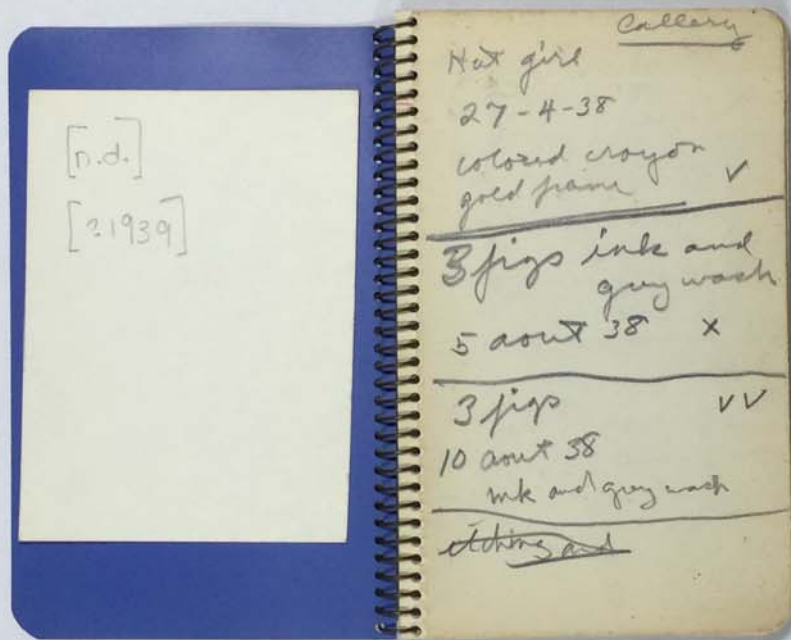 [n.d.]
[?1939]
Callery
Hat girl
27-4-38
colored crayon
gold frame ✓
3 figs ink and
grey wash
5 aout 38 x
3 figs ✓✓
10 aout 38
ink and grey wash
etching and